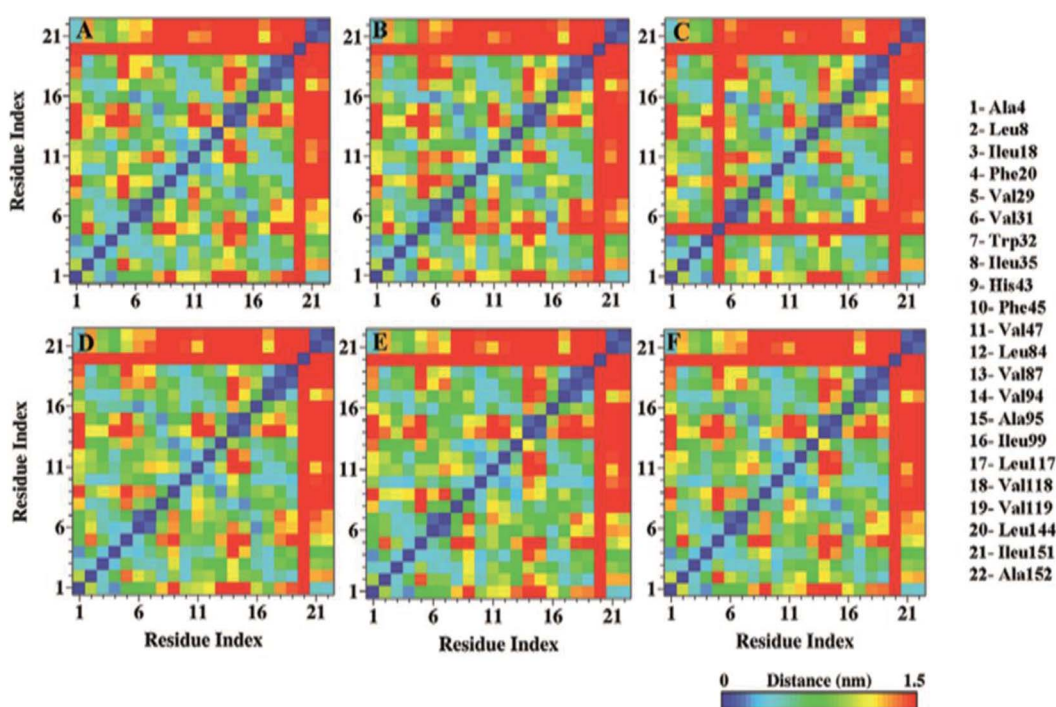 A B C
21 21 21
16 16 16
11 11 11
6 6 6
1 1 1
1 6 11 16 21 1 6 11 16 21 1 6 11 16 21
Residue Index
D E F
21 21 21
16 16 16
11 11 11
6 6 6
1 1 1
1 6 11 16 21 1 6 11 16 21 1 6 11 16 21
Residue Index
Residue Index Residue Index Residue Index
0 Distance (nm) 1.5
1- Ala4
2- Leu8
3- Ileu18
4- Phe20
5- Val29
6- Val31
7- Trp32
8- Ileu35
9- His43
10- Phe45
11- Val47
12- Leu84
13- Val87
14- Val94
15- Ala95
16- Ileu99
17- Leu117
18- Val118
19- Val119
20- Leu144
21- Ileu151
22- Ala152